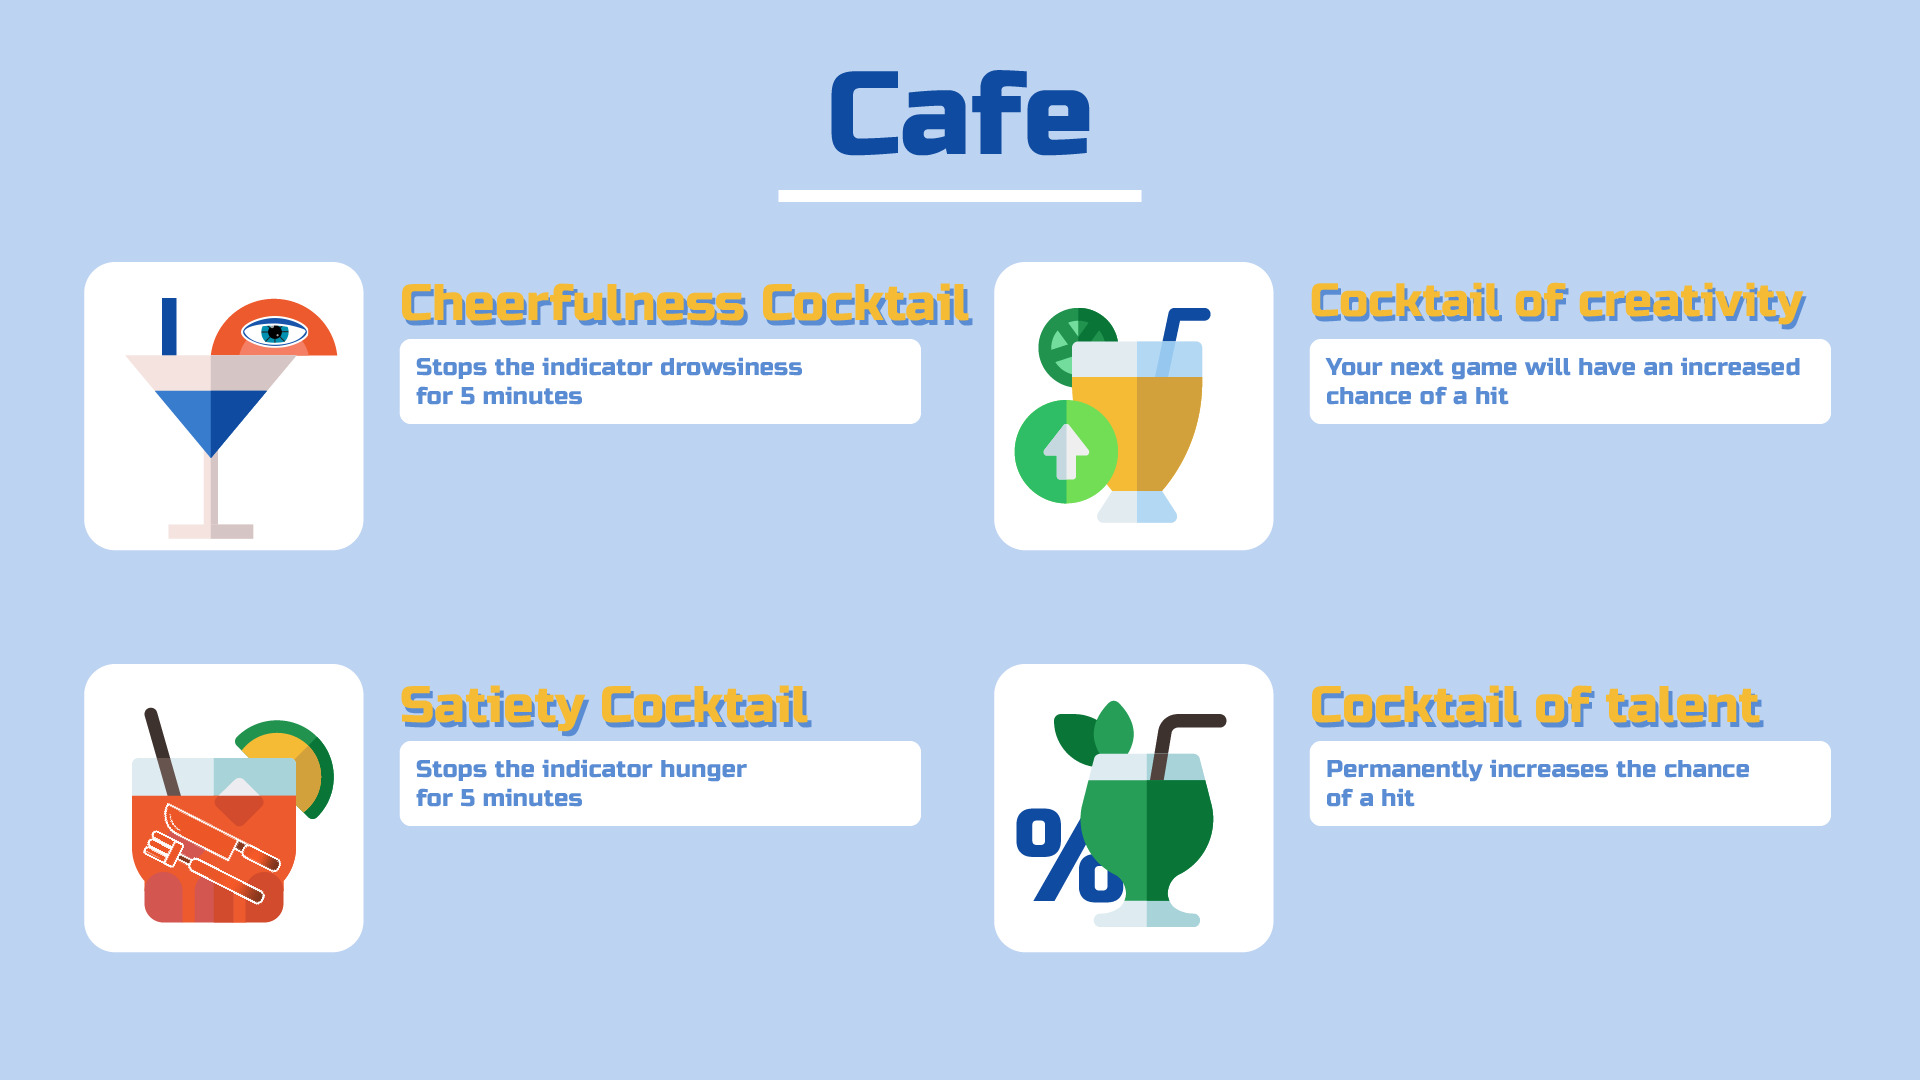 Cafe
Cheerfulness Cocktail
Stops the indicator drowsiness
for 5 minutes
Cocktail of creativity
Your next game will have an increased
chance of a hit
Satiety Cocktail
Stops the indicator hunger
for 5 minutes
Cocktail of talent
Permanently increases the chance
of a hit
%